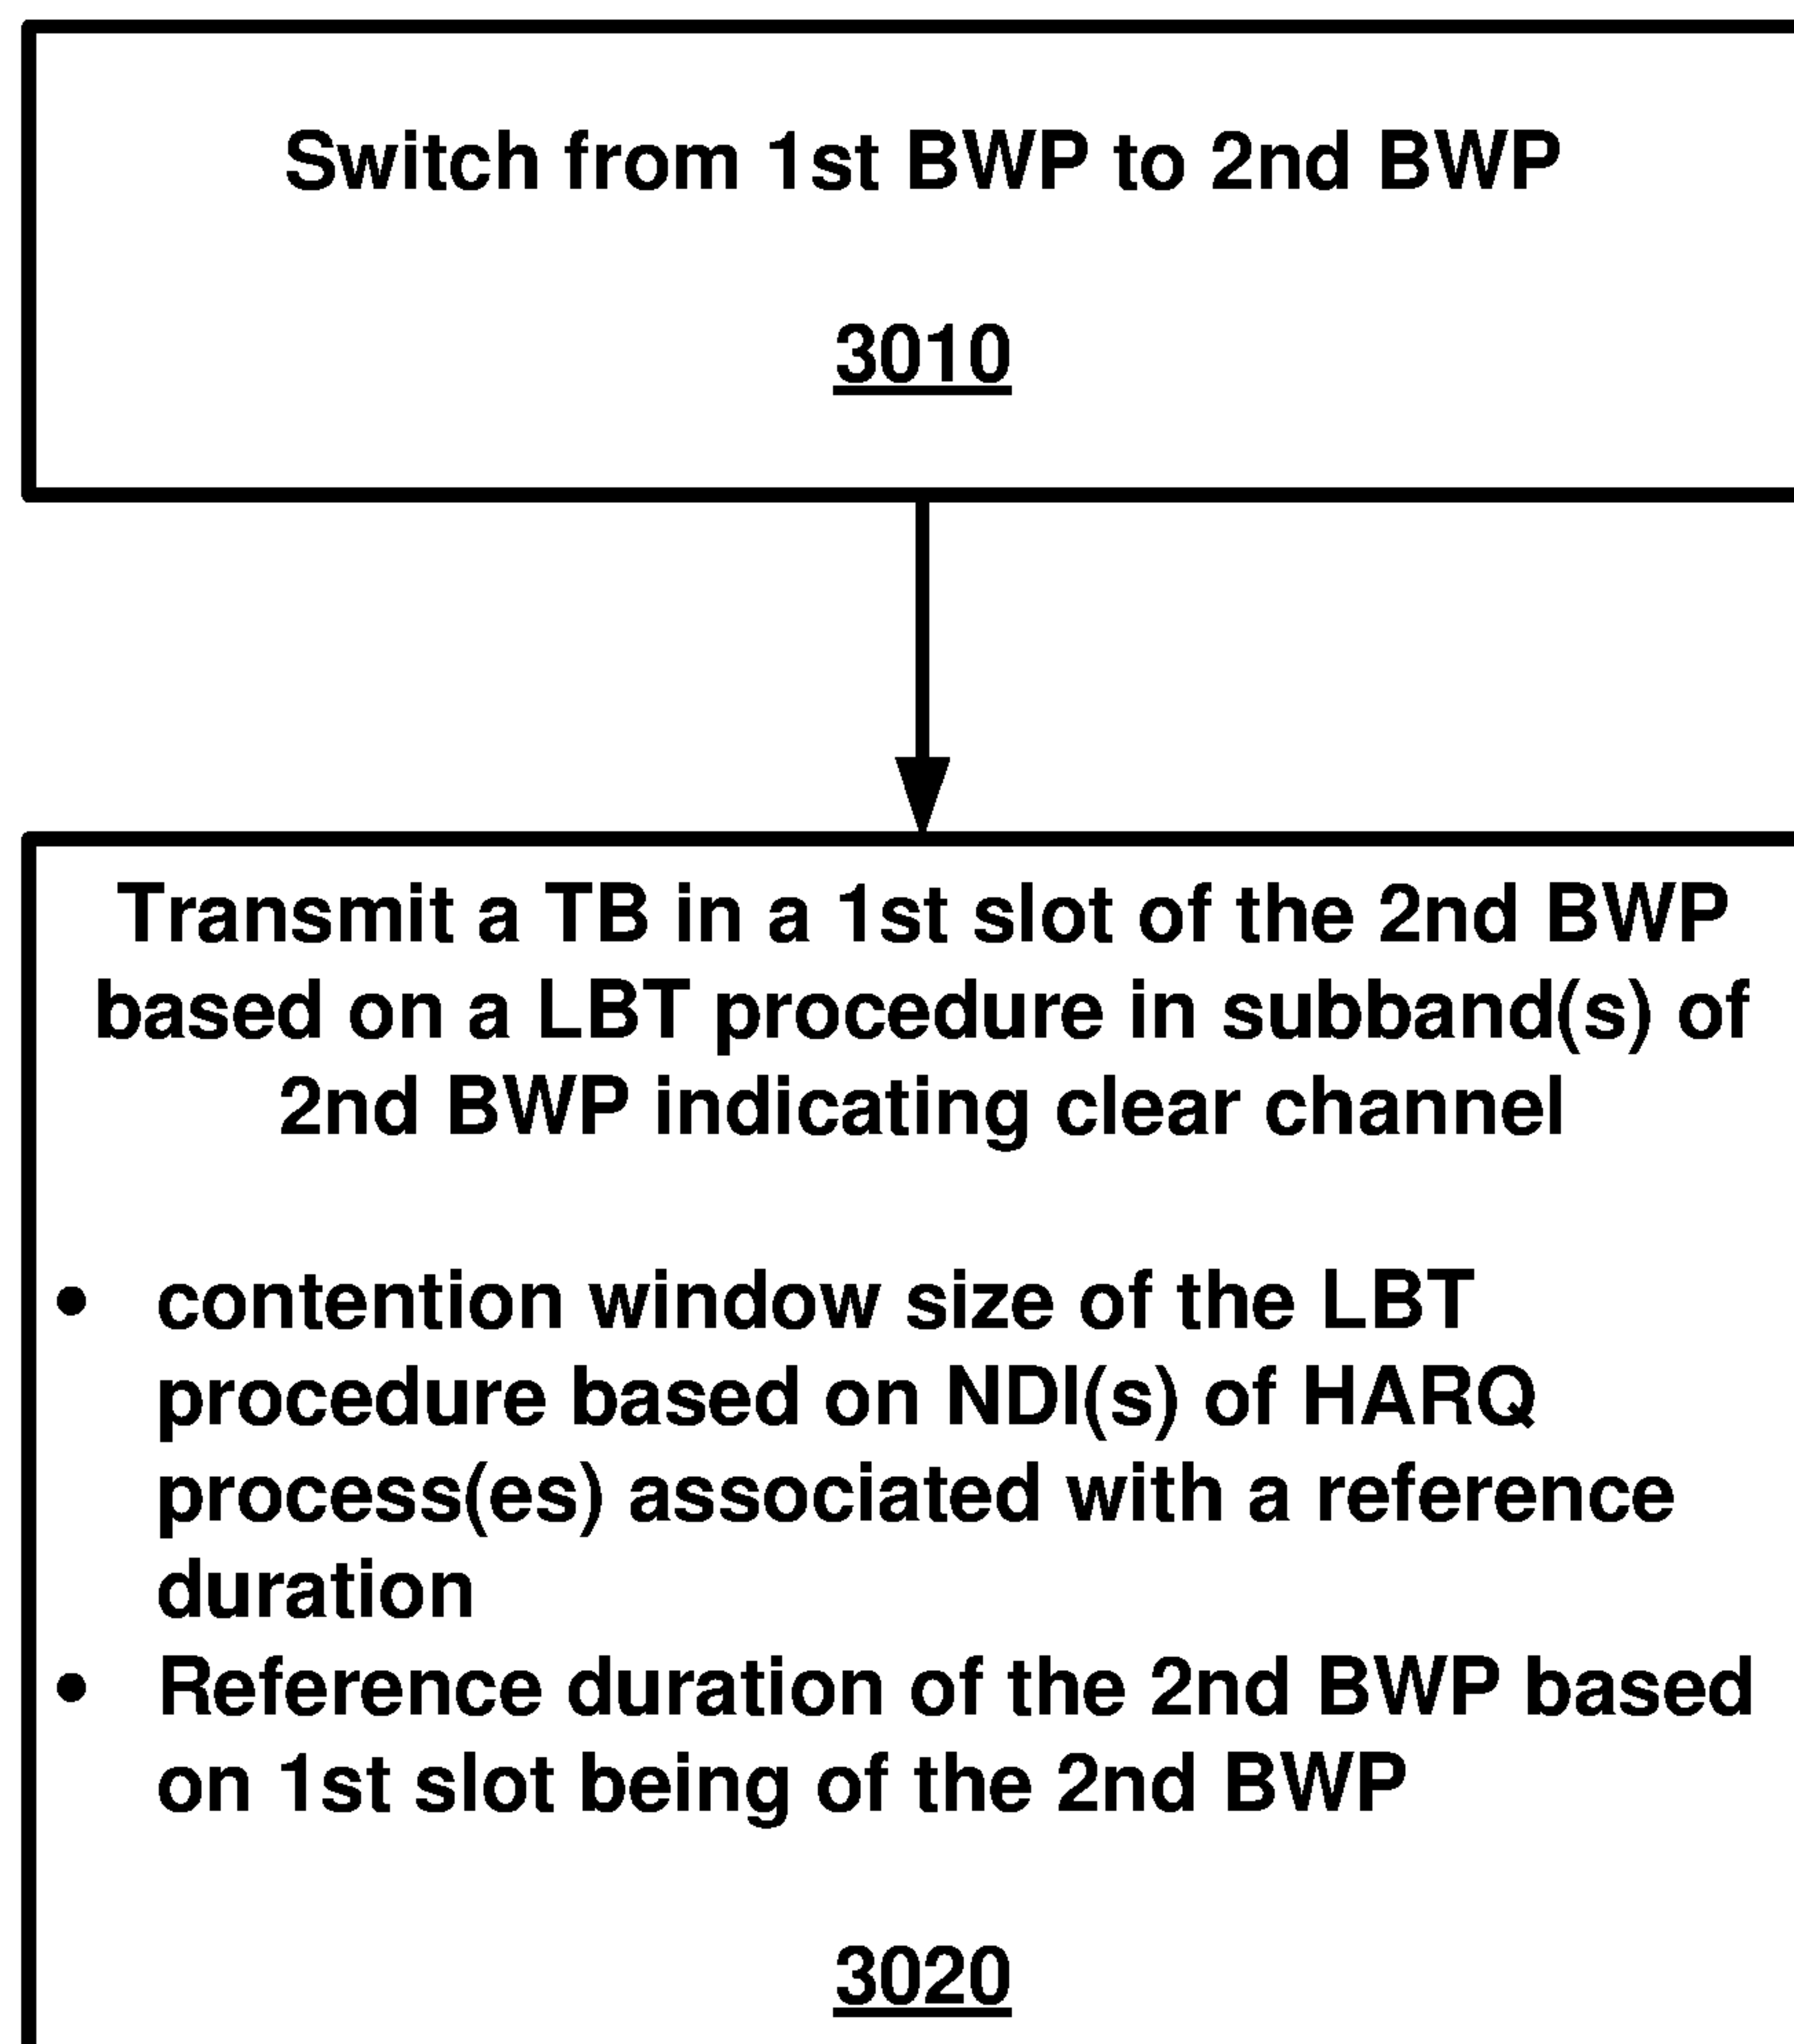 Switch from 1st BWP to 2nd BWP
3010
Transmit a TB in a 1st slot of the 2nd BWP
based on a LBT procedure in subband(s) of
2nd BWP indicating clear channel
• contention window size of the LBT
procedure based on NDI(s) of HARQ
process(es) associated with a reference
duration
• Reference duration of the 2nd BWP based
on 1st slot being of the 2nd BWP
3020